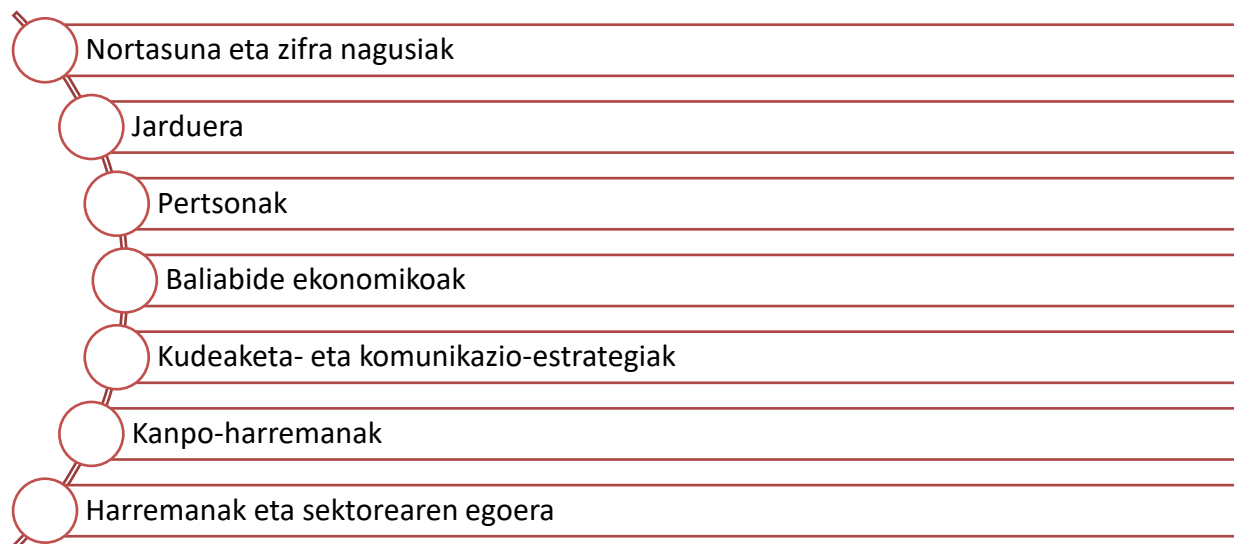 Nortasuna eta zifra nagusiak
Jarduera
Pertsonak
Baliabide ekonomikoak
Kudeaketa- eta komunikazio-estrategiak
Kanpo-harremanak
Harremanak eta sektorearen egoera